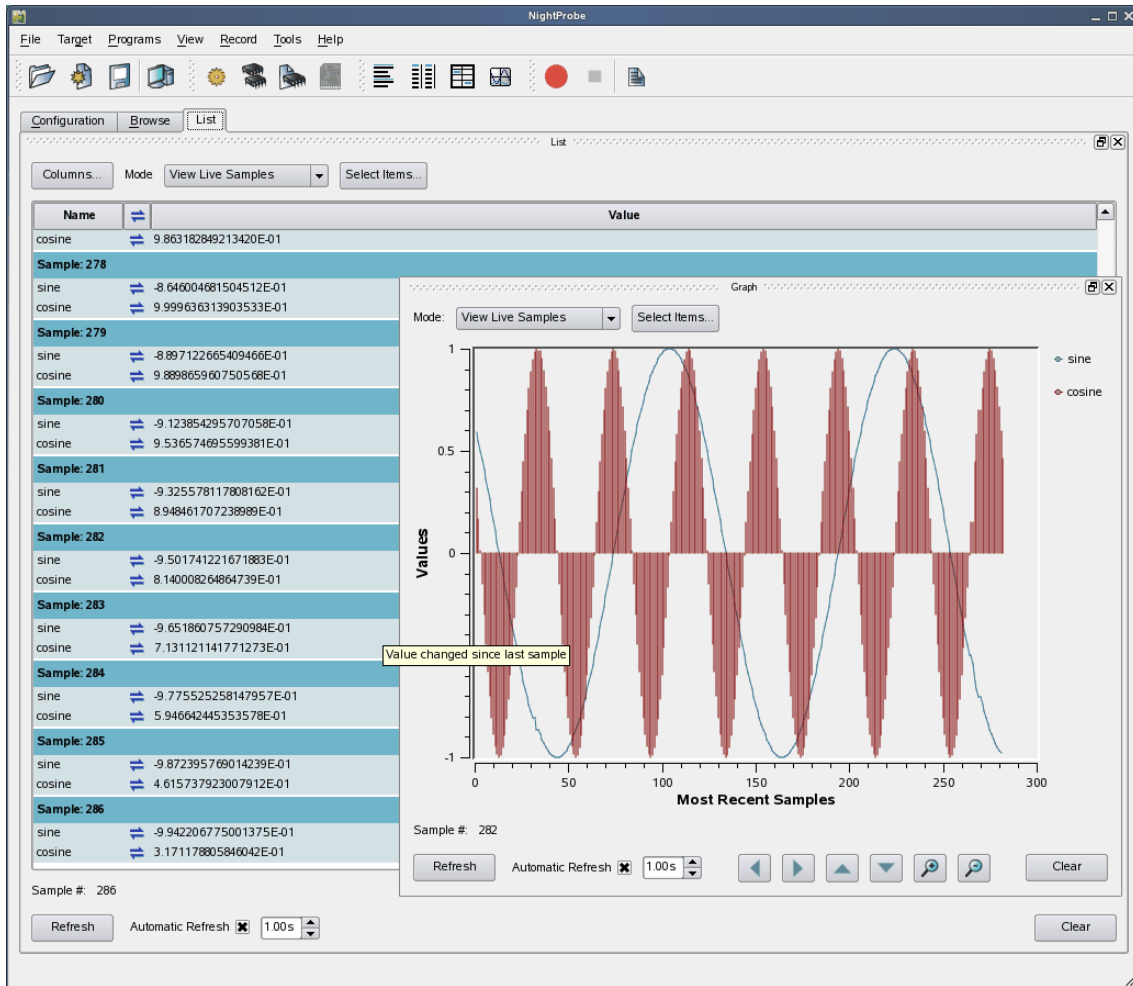 NightProbe
File Target Programs View Record Tools Help
Configuration Browse List
List
Columns... Mode View Live Samples Select Items...
Name Value
cosine 9.863182849213420E-01
Sample: 278
sine -8.646004681504512E-01
cosine 9.999636313903533E-01
Sample: 279
sine -8.897122665409466E-01
cosine 9.889865960750568E-01
Sample: 280
sine -9.123854295707058E-01
cosine 9.536574695599381E-01
Sample: 281
sine -9.325578117808162E-01
cosine 8.948461707238989E-01
Sample: 282
sine -9.501741221671883E-01
cosine 8.140008264864739E-01
Sample: 283
sine -9.651860757290984E-01
cosine 7.131121141771273E-01
Sample: 284
sine -9.775525258147957E-01
cosine 5.946642445353578E-01
Sample: 285
sine -9.872395769014239E-01
cosine 4.615737923007912E-01
Sample: 286
sine -9.942206775001375E-01
cosine 3.171178805846042E-01
Sample #: 286
Refresh Automatic Refresh 1.00s Clear
Value changed since last sample
Graph
Mode: View Live Samples Select Items...
sine
cosine
Values
1
0.5
0
-1
0 50 100 150 200 250 300
Most Recent Samples
Sample #: 282
Refresh Automatic Refresh 1.00s Clear